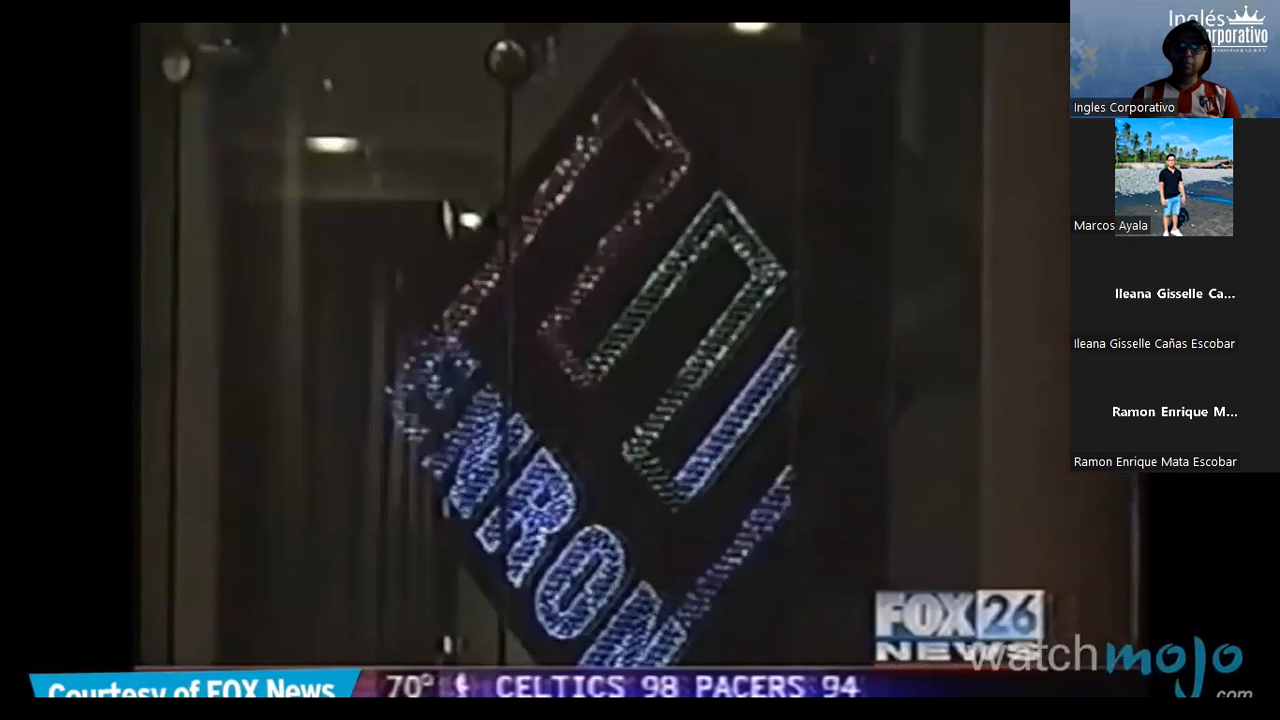 Inglés
Corporativo
Ingles Corporativo
Marcos Ayala
Ileana Gisselle Ca...
Ileana Gisselle Cañas Escobar
Ramon Enrique M...
Ramon Enrique Mata Escobar
ENRON
FOX 26
NEWS
watchmojo
.com
Courtesy of FOX News
70° CELTICS 98 PACERS 94